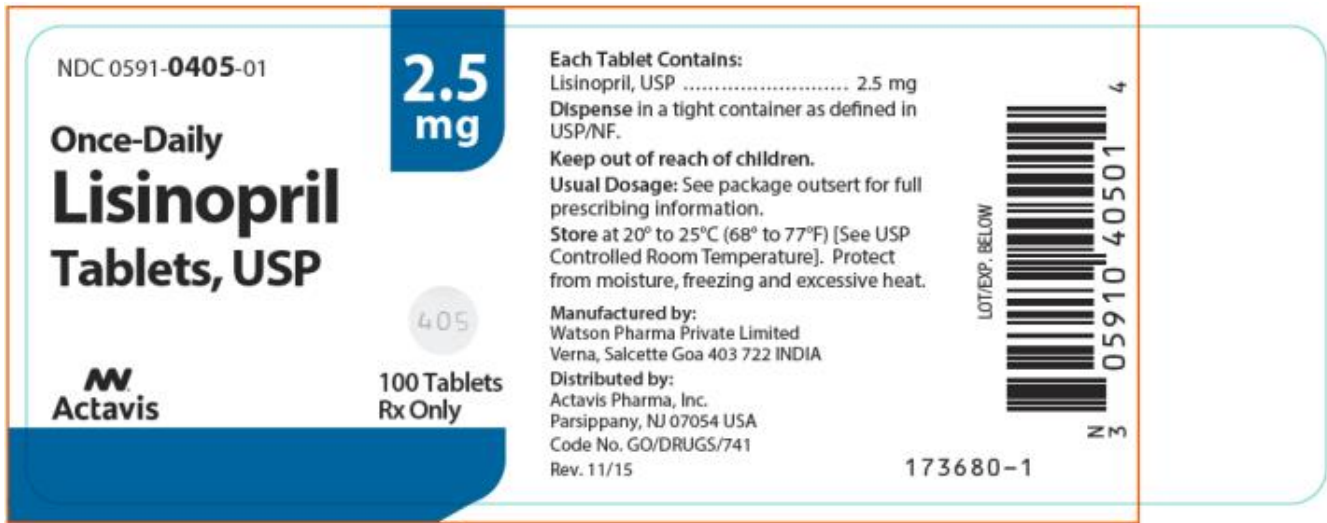 NDC 0591-0405-01
2.5
mg
Once-Daily
Lisinopril
Tablets, USP
405
Actavis
100 Tablets
Rx Only
Each Tablet Contains:
Lisinopril, USP ........................... 2.5 mg
Dispense in a tight container as defined in
USP/NF.
Keep out of reach of children.
Usual Dosage: See package outsert for full
prescribing information.
Store at 20° to 25°C (68° to 77°F) [See USP
Controlled Room Temperature]. Protect
from moisture, freezing and excessive heat.
Manufactured by:
Watson Pharma Private Limited
Verna, Salcette Goa 403 722 INDIA
Distributed by:
Actavis Pharma, Inc.
Parsippany, NJ 07054 USA
Code No. GO/DRUGS/741
Rev. 11/15
173680-1
LOT/EXP. BELOW
N
3 05910 40501 4